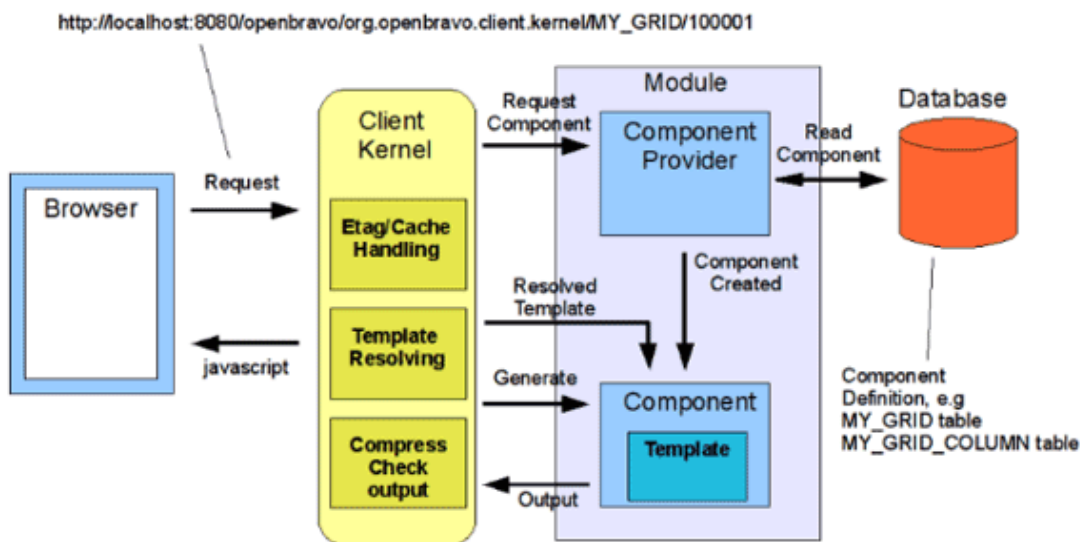 http://localhost:8080/openbravo/org.openbravo.client.kernel/MY_GRID/100001
Browser
Request
javascript
Client
Kernel
Etag/Cache
Handling
Template
Resolving
Compress
Check
output
Request
Component
Resolved
Template
Generate
Output
Module
Component
Provider
Component
Created
Component
Template
Read
Component
Database
Component
Definition, e.g
MY_GRID table
MY_GRID_COLUMN table